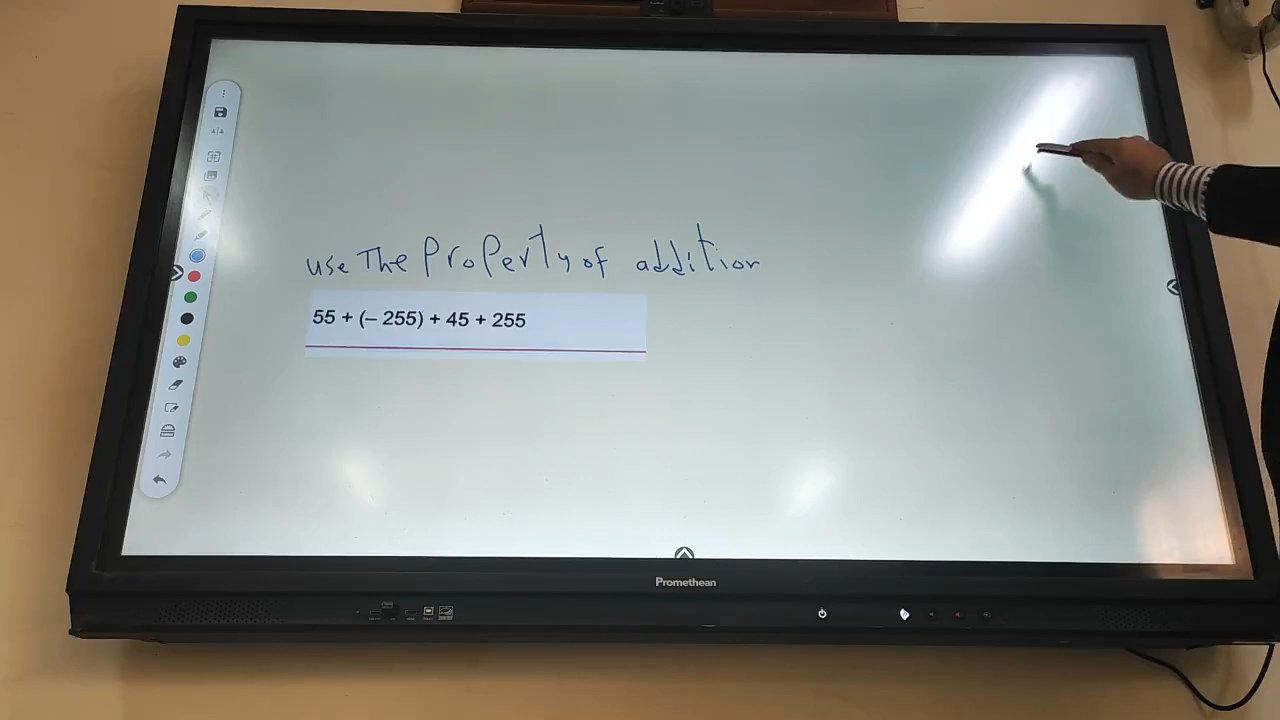 use The Property of addition
55 + (– 255) + 45 + 255
Promethean